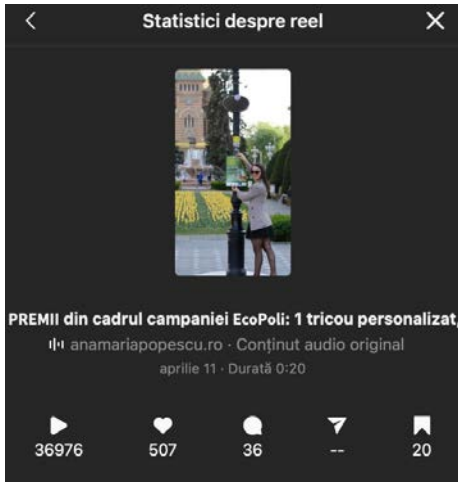 Statistici despre reel
PREMII din cadrul campaniei EcoPoli: 1 tricou personalizat,
anamariapopescu.ro · Conținut audio original
aprilie 11 · Durată 0:20
36976 507 36 -- 20